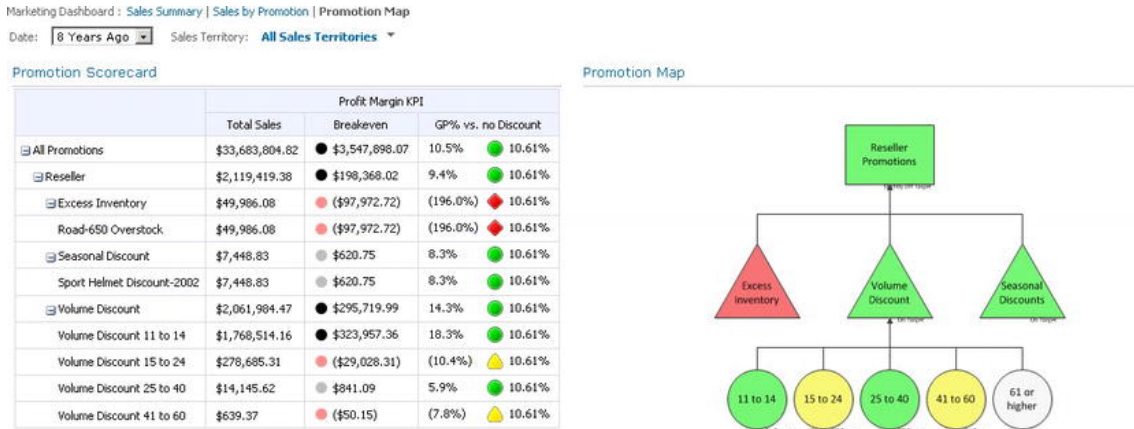 Marketing Dashboard : Sales Summary | Sales by Promotion | Promotion Map
Date: 8 Years Ago Sales Territory: All Sales Territories
Promotion Scorecard
Profit Margin KPI
Total Sales Breakeven GP% vs. no Discount
All Promotions $33,683,804.82 $3,547,898.07 10.5% 10.61%
Reseller $2,119,419.38 $198,368.02 9.4% 10.61%
Excess Inventory $49,986.08 ($97,972.72) (196.0%) 10.61%
Road-650 Overstock $49,986.08 ($97,972.72) (196.0%) 10.61%
Seasonal Discount $7,448.83 $620.75 8.3% 10.61%
Sport Helmet Discount-2002 $7,448.83 $620.75 8.3% 10.61%
Volume Discount $2,061,984.47 $295,719.99 14.3% 10.61%
Volume Discount 11 to 14 $1,768,514.16 $323,957.36 18.3% 10.61%
Volume Discount 15 to 24 $278,685.31 ($29,028.31) (10.4%) 10.61%
Volume Discount 25 to 40 $14,145.62 $841.09 5.9% 10.61%
Volume Discount 41 to 60 $639.37 ($50.15) (7.8%) 10.61%
Promotion Map
Reseller
Promotions
Excess
Inventory
Volume
Discount
Seasonal
Discounts
11 to 14
15 to 24
25 to 40
41 to 60
61 or
higher